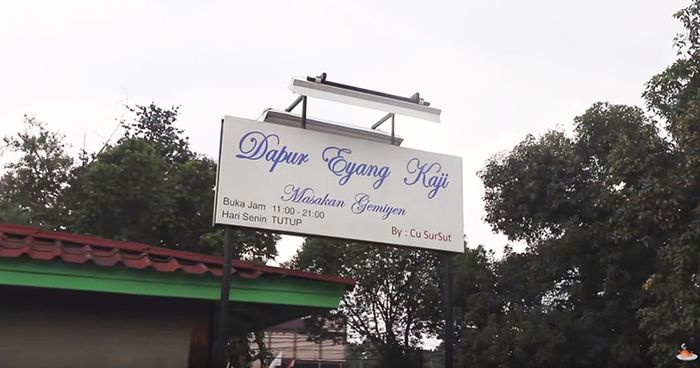 Dapur Eyang Kaji
Masakan Gemiyen
Buka Jam 11:00 - 21:00
Hari Senin TUTUP
By : Cu SurSut